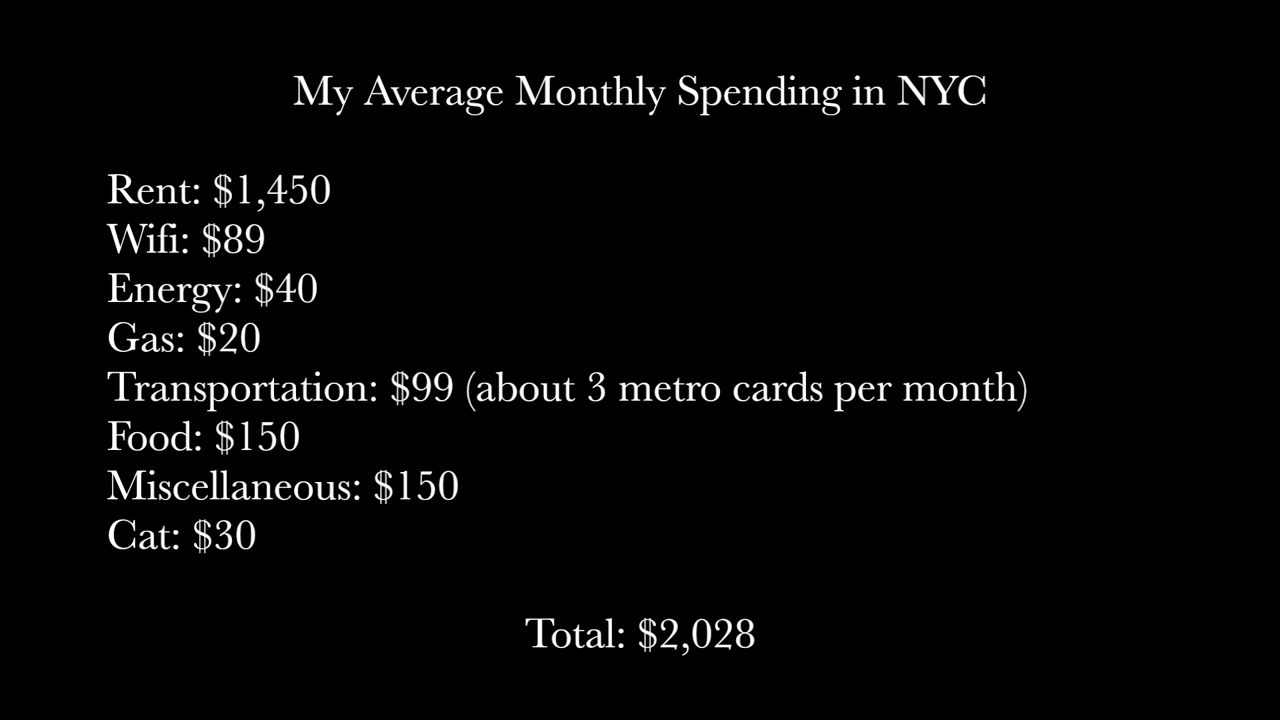 My Average Monthly Spending in NYC
Rent: $1,450
Wifi: $89
Energy: $40
Gas: $20
Transportation: $99 (about 3 metro cards per month)
Food: $150
Miscellaneous: $150
Cat: $30
Total: $2,028